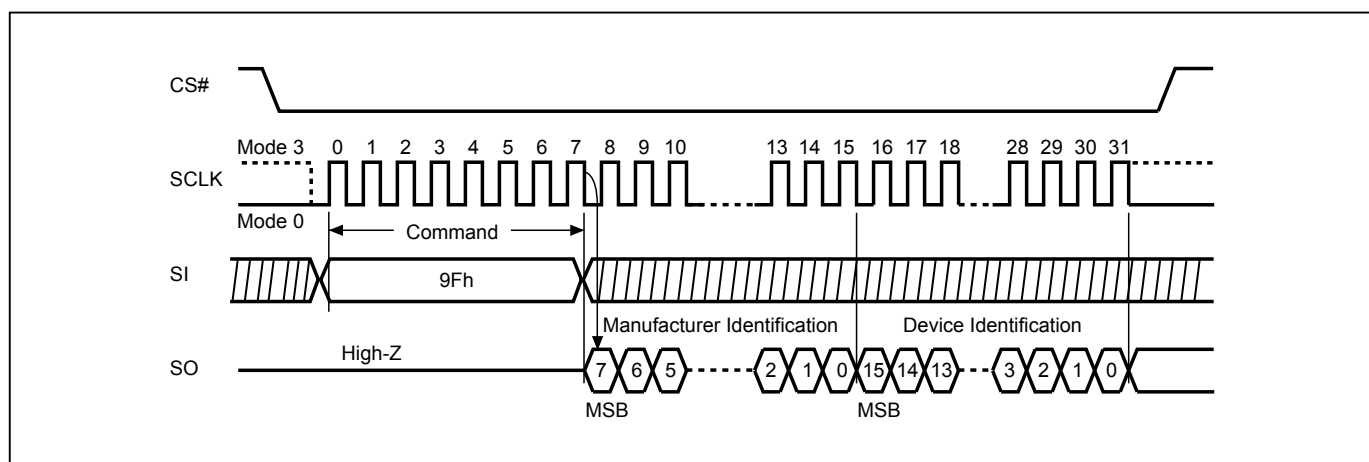 CS#
Mode 3 0 1 2 3 4 5 6 7 8 9 10 13 14 15 16 17 18 28 29 30 31
SCLK
Mode 0
Command
SI
9Fh
Manufacturer Identification Device Identification
High-Z
SO
7 6 5 2 1 0 15 14 13 3 2 1 0
MSB MSB